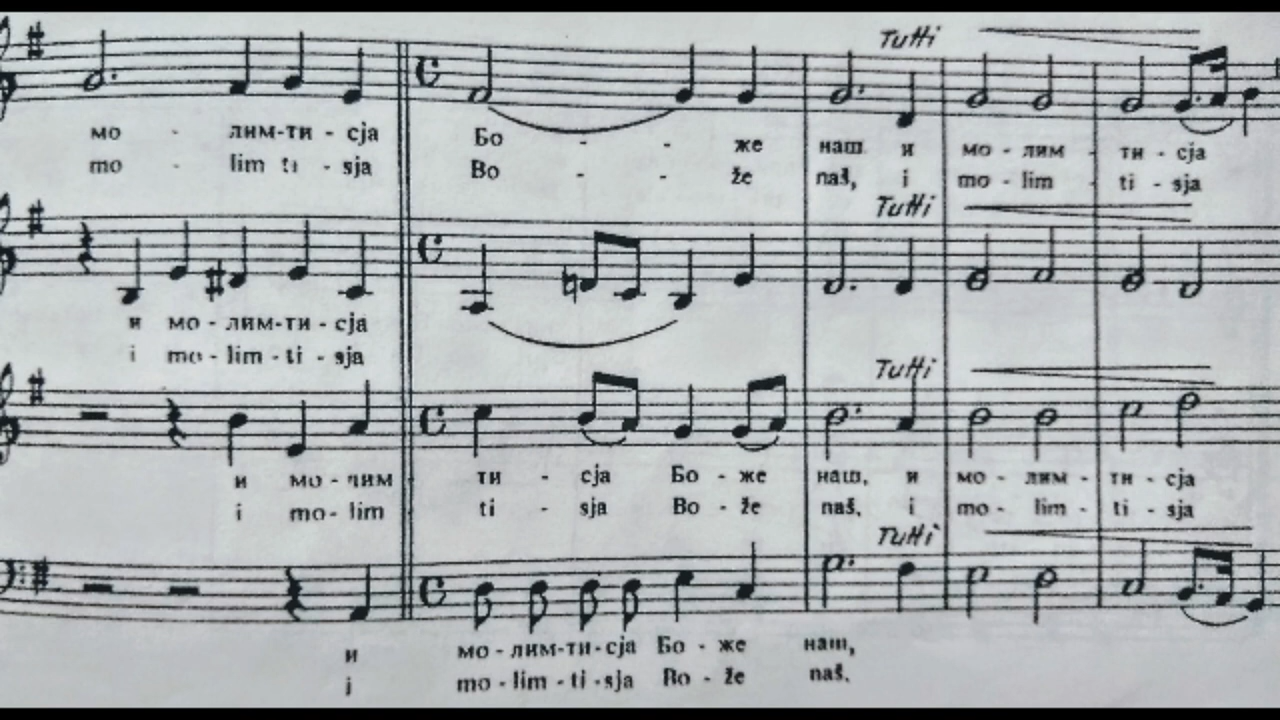 Tutti
мо - лим-ти - сја Бо - - же наш и мо - лим - ти - сја
mo - lim ti - sja Bo - - že naš, i mo - lim - ti - sja
Tutti
и мо - лим-ти - сја
i mo - lim - ti - sja
Tutti
и мо - лим ти - сја Бо - же наш, и мо - лим - ти - сја
i mo - lim ti - sja Bo - že naš, i mo - lim - ti - sja
Tutti
и мо - лим-ти-сја Бо - же наш,
i mo - lim - ti - sja Bo - že naš.